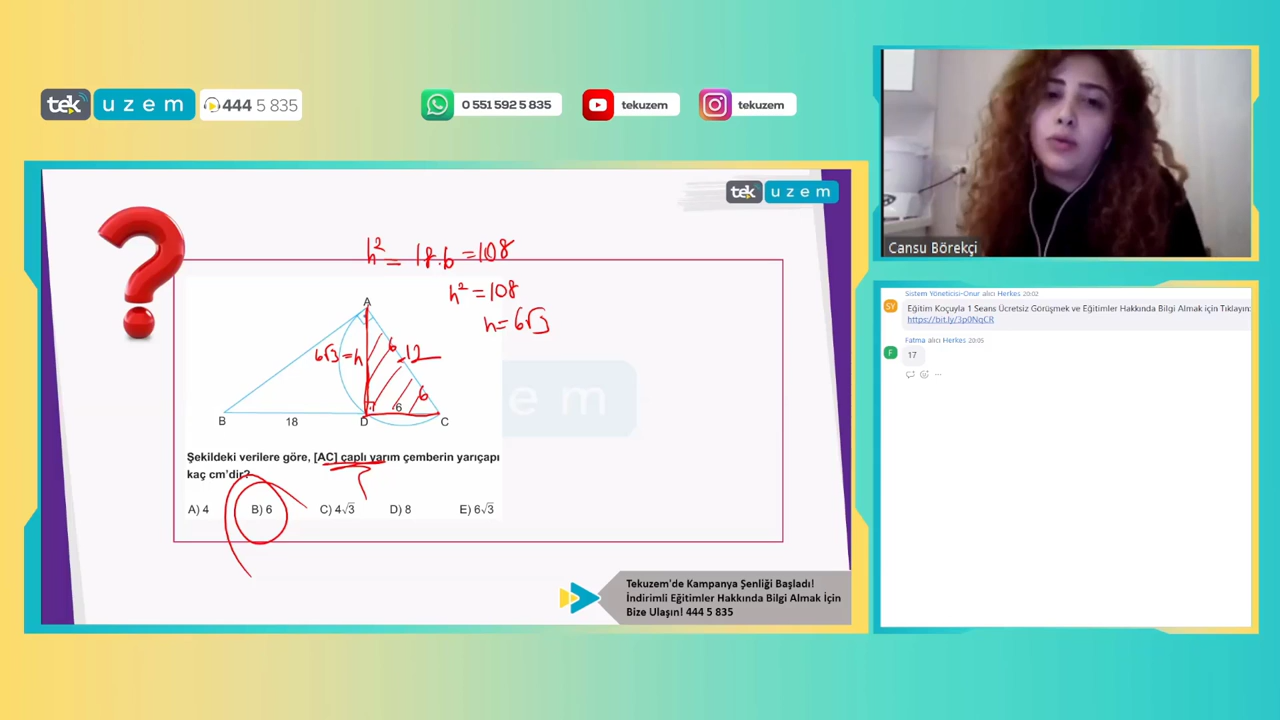 tek uzem 444 5 835
0 551 592 5 835
tekuzem
tekuzem
Cansu Börekçi
tek uzem
h² = 18.6 = 108
h² = 108
h = 6√3
A
6√3 = h
6
12
6
6
B
18
D
C
e m
Şekildeki verilere göre, [AC] çaplı yarım çemberin yarıçapı
kaç cm'dir?
A) 4 B) 6 C) 4√3 D) 8 E) 6√3
Tekuzem'de Kampanya Şenliği Başladı!
İndirimli Eğitimler Hakkında Bilgi Almak İçin
Bize Ulaşın! 444 5 835
Sistem Yöneticisi-Onur alıcı Herkes 20:02
SY
Eğitim Koçuyla 1 Seans Ücretsiz Görüşmek ve Eğitimler Hakkında Bilgi Almak için Tıklayın:
https://bit.ly/3p0NqCR
Fatma alıcı Herkes 20:05
F
17